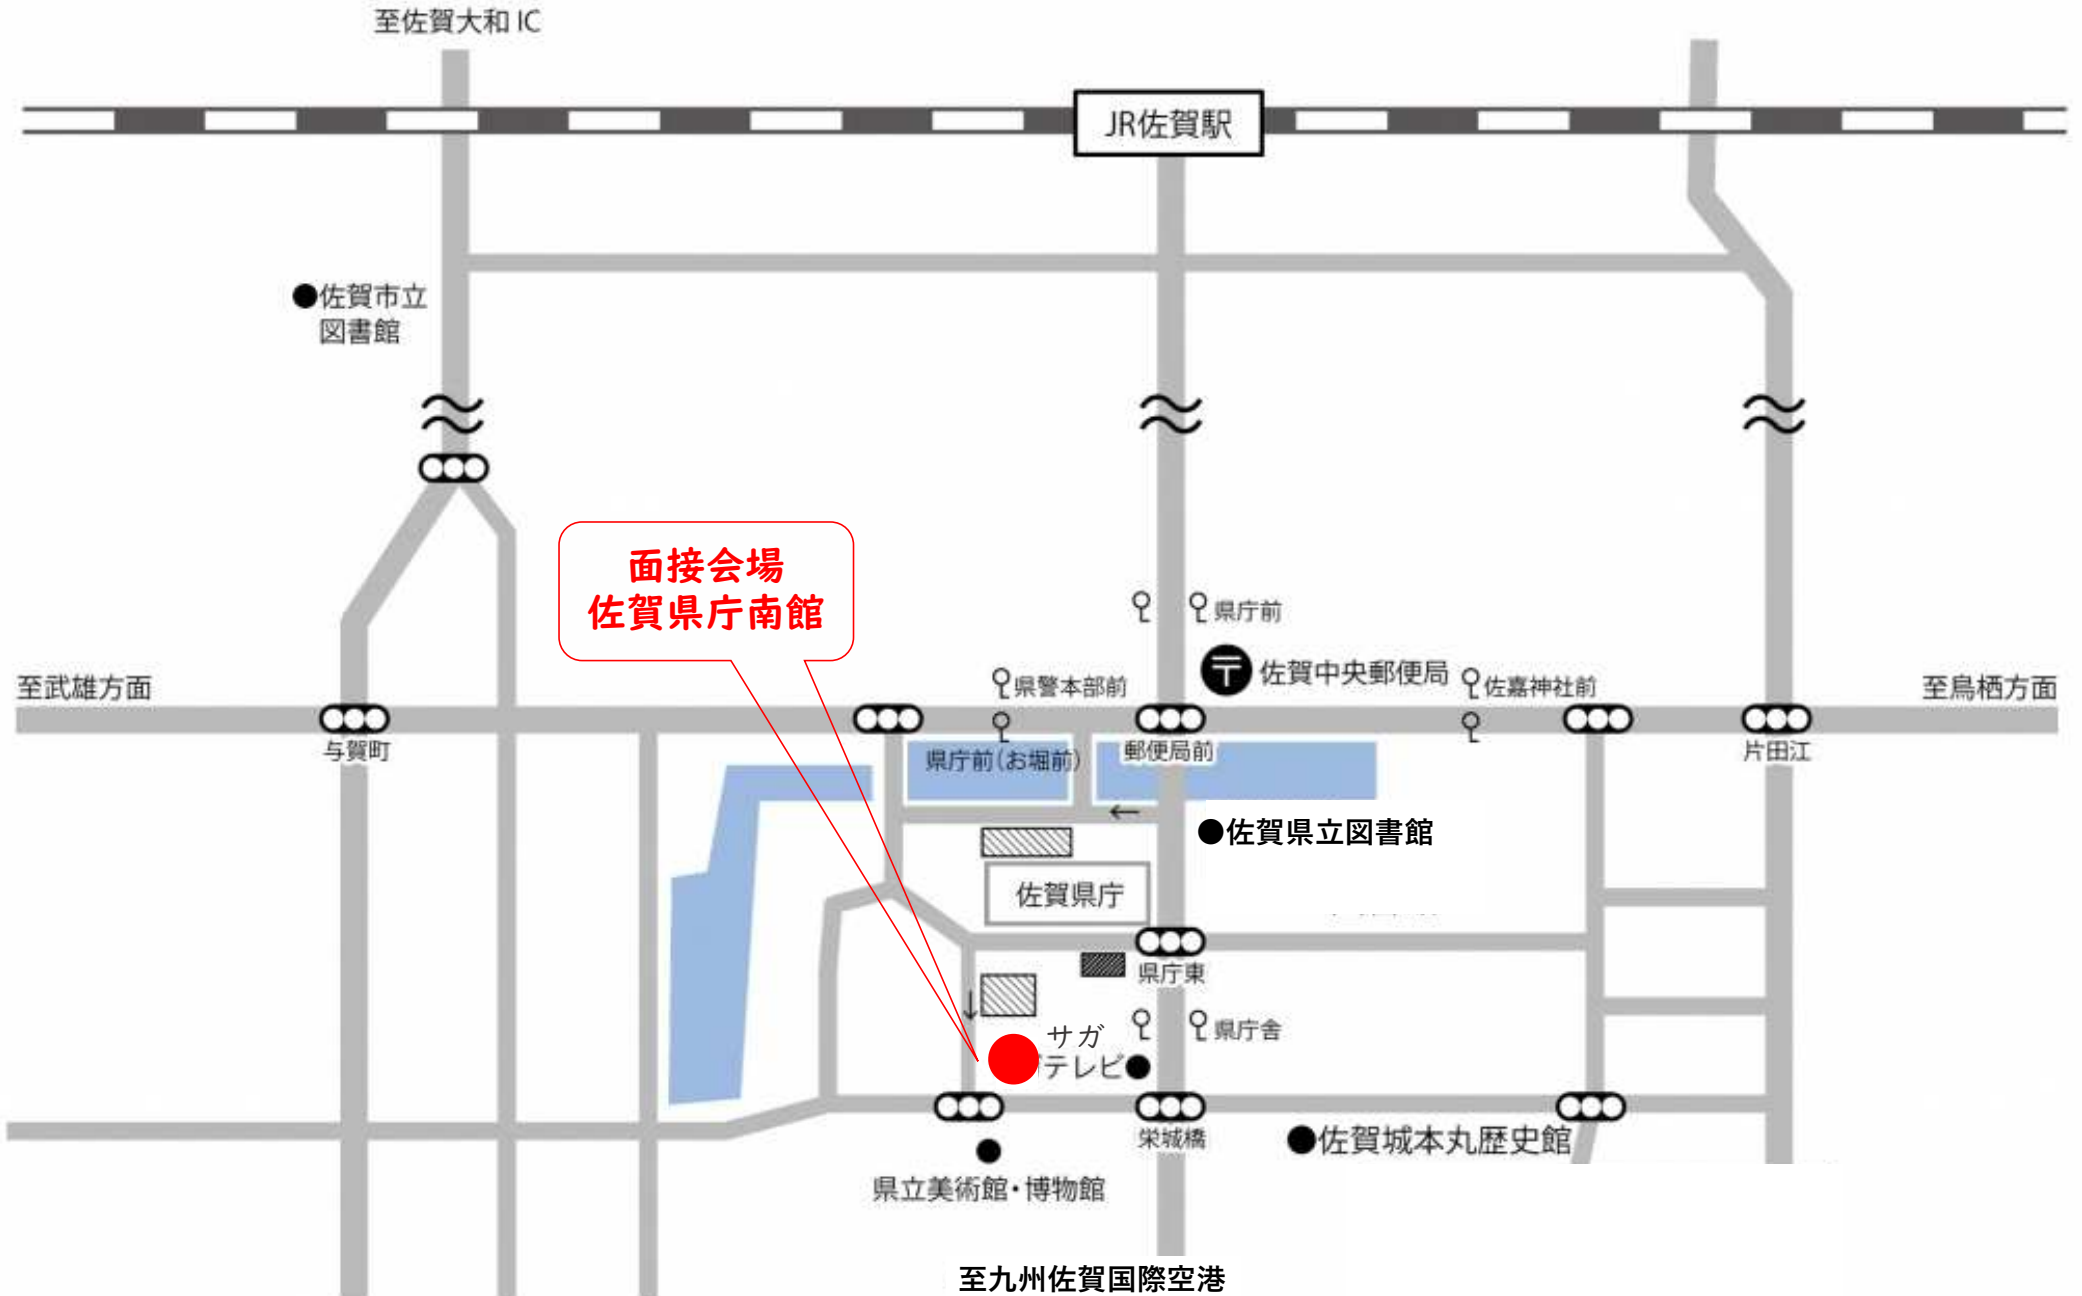 至佐賀大和 IC
JR佐賀駅
●佐賀市立
図書館
面接会場
佐賀県庁南館
県庁前
佐賀中央郵便局
県警本部前
佐嘉神社前
至武雄方面
至鳥栖方面
与賀町
県庁前(お堀前)
郵便局前
片田江
←
●佐賀県立図書館
佐賀県庁
県庁東
↓
サガ
テレビ●
県庁舎
栄城橋
●佐賀城本丸歴史館
県立美術館・博物館
至九州佐賀国際空港